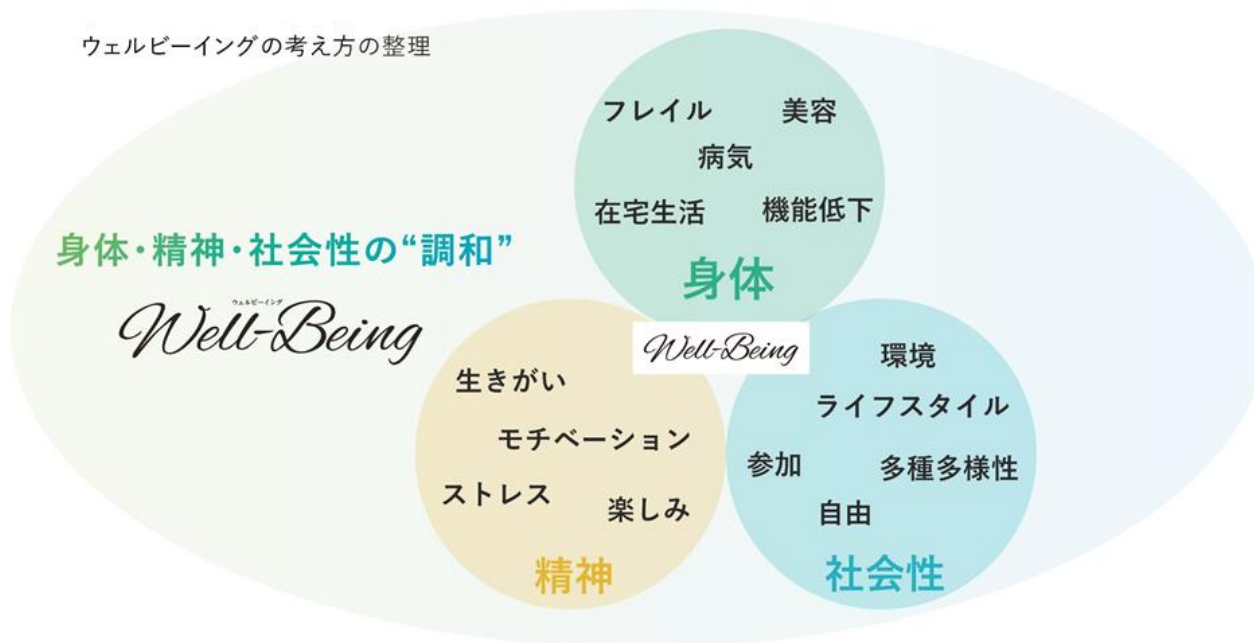 ウェルビーイングの考え方の整理
フレイル
美容
病気
在宅生活
機能低下
身体
身体・精神・社会性の“調和”
ウェルビーイング
Well-Being
Well-Being
生きがい
モチベーション
ストレス
楽しみ
精神
環境
ライフスタイル
参加
多種多様性
自由
社会性